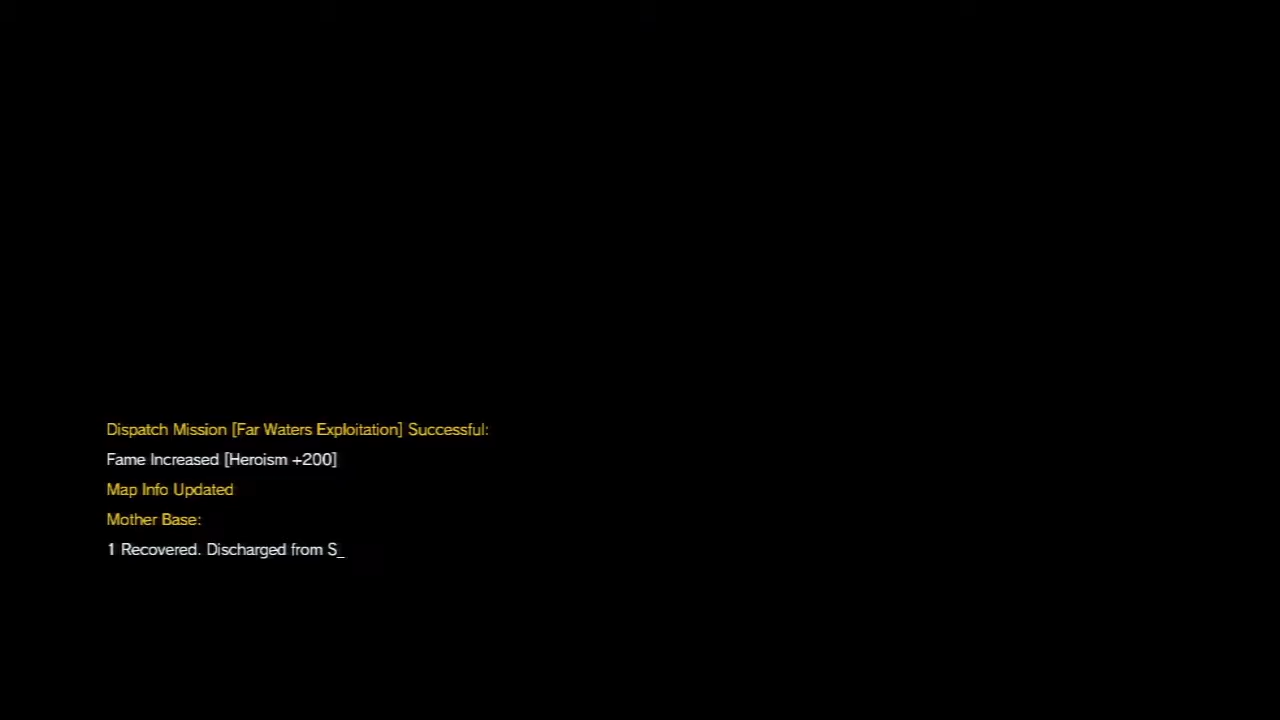 Dispatch Mission [Far Waters Exploitation] Successful:
Fame Increased [Heroism +200]
Map Info Updated
Mother Base:
1 Recovered. Discharged from S_